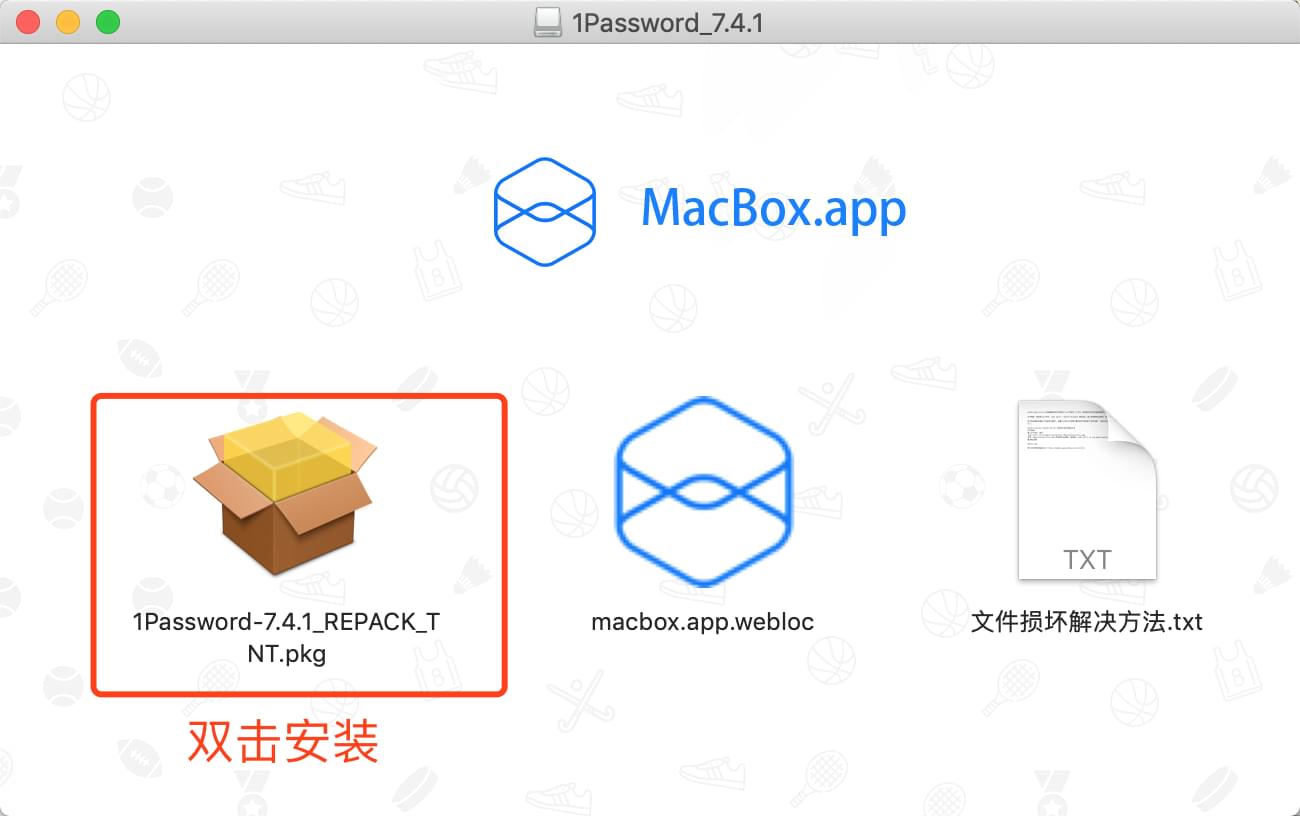 1Password_7.4.1
MacBox.app
TXT
1Password-7.4.1_REPACK_T
NT.pkg
macbox.app.webloc
文件损坏解决方法.txt
双击安装